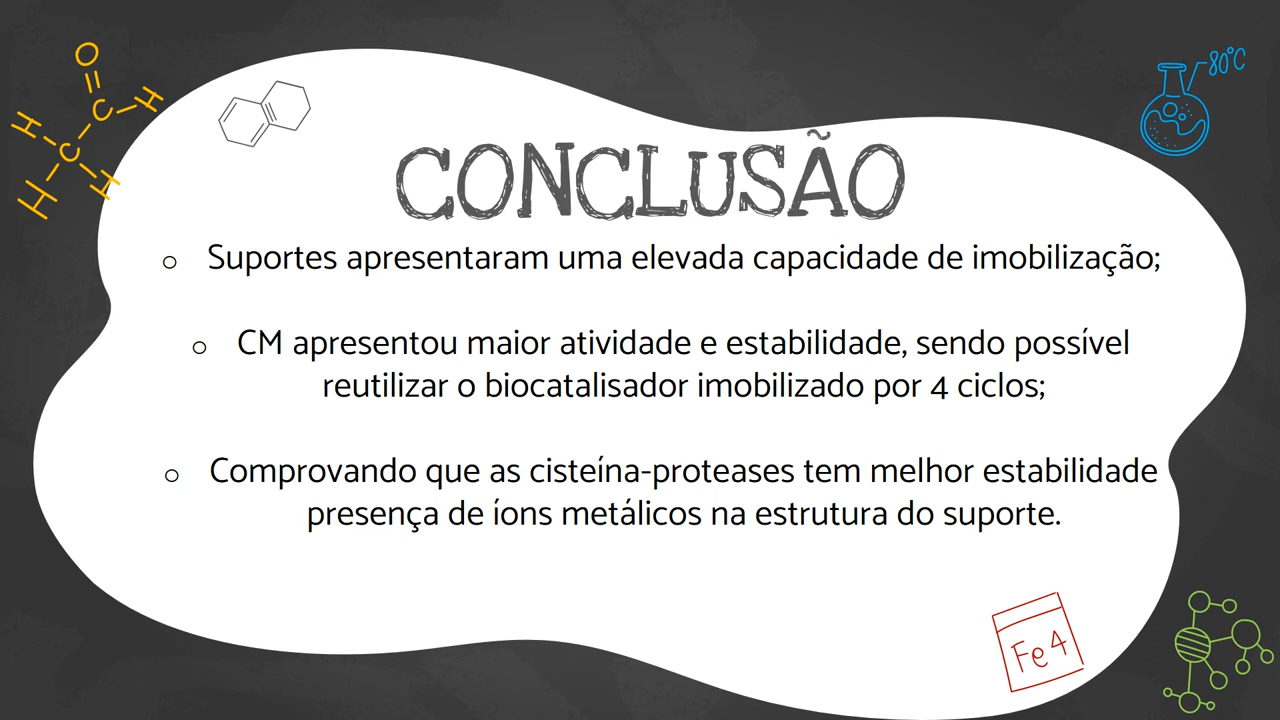 O
C
H
H
C
H
H
80°C
CONCLUSÃO
○ Suportes apresentaram uma elevada capacidade de imobilização;
○ CM apresentou maior atividade e estabilidade, sendo possível
reutilizar o biocatalisador imobilizado por 4 ciclos;
○ Comprovando que as cisteína-proteases tem melhor estabilidade
presença de íons metálicos na estrutura do suporte.
Fe 4